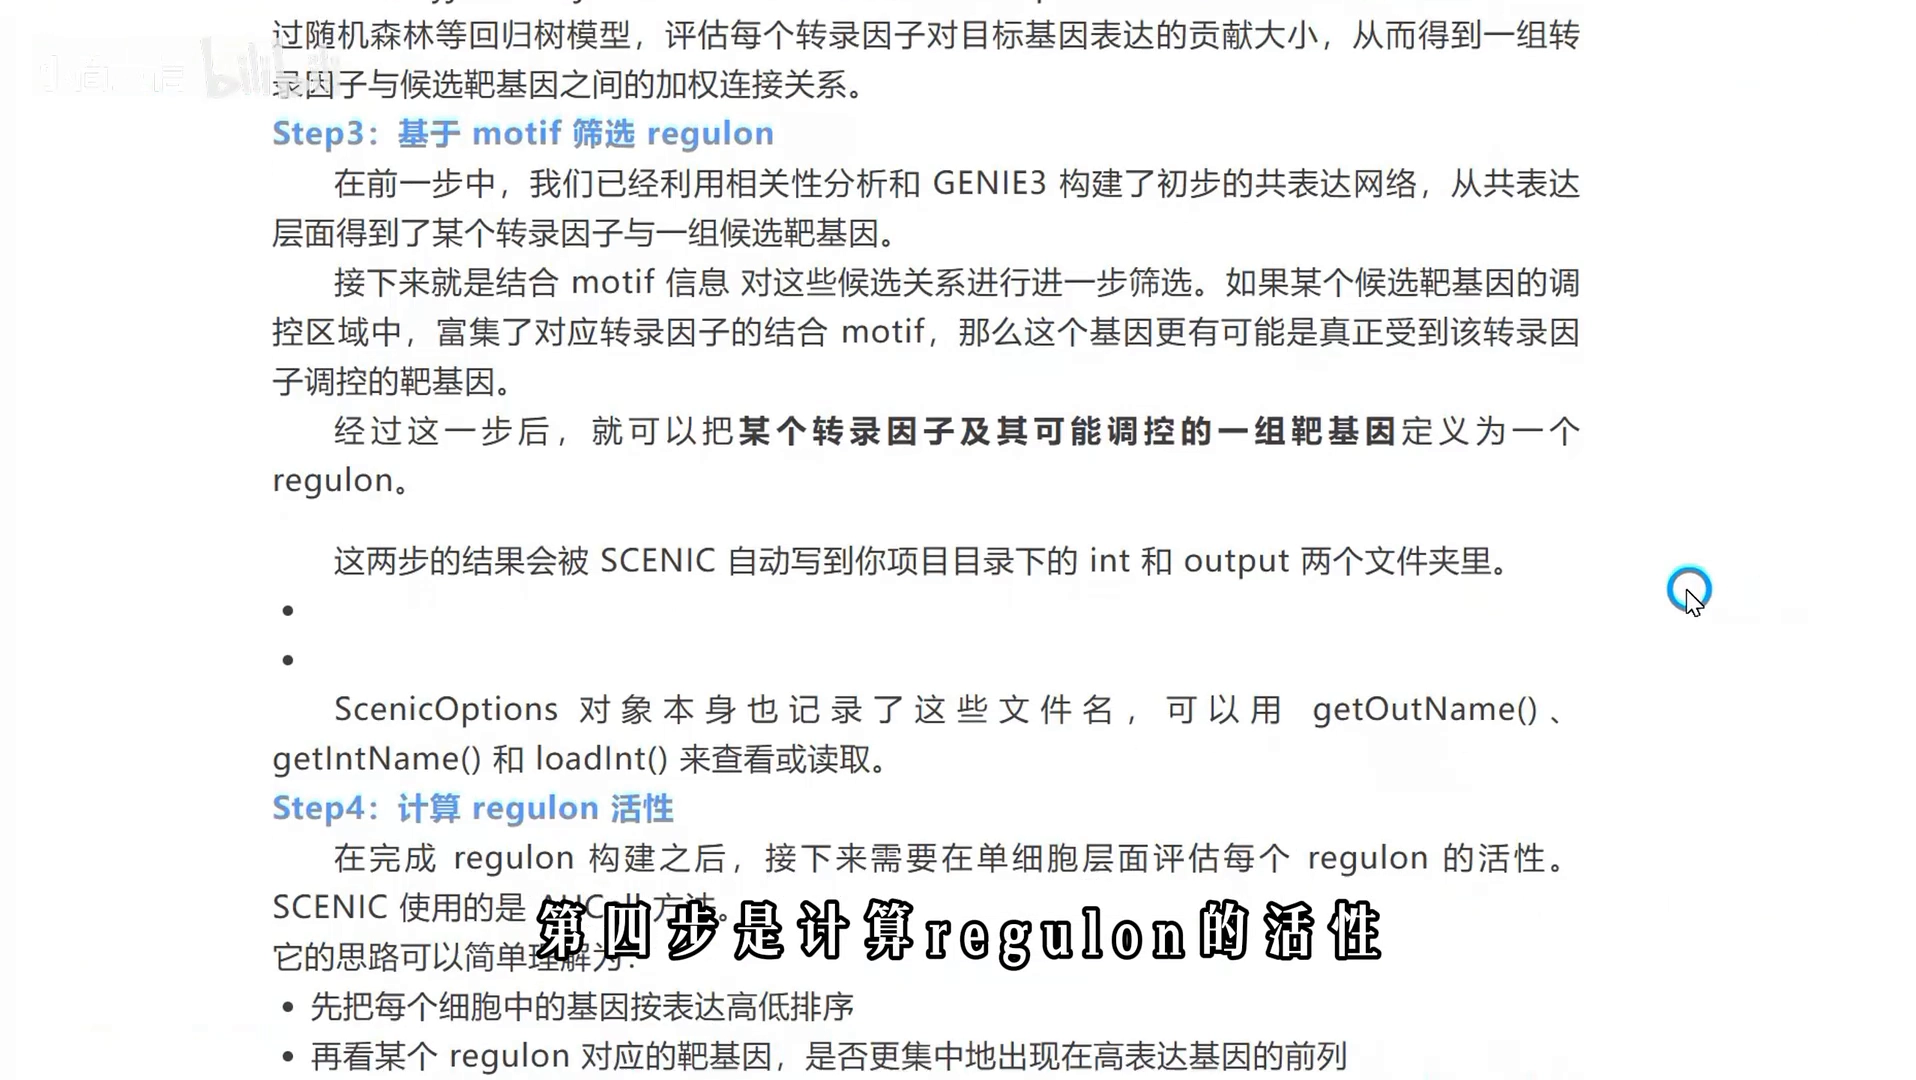 bilibili
过随机森林等回归树模型，评估每个转录因子对目标基因表达的贡献大小，从而得到一组转
录因子与候选靶基因之间的加权连接关系。
Step3：基于 motif 筛选 regulon
在前一步中，我们已经利用相关性分析和 GENIE3 构建了初步的共表达网络，从共表达
层面得到了某个转录因子与一组候选靶基因。
接下来就是结合 motif 信息 对这些候选关系进行进一步筛选。如果某个候选靶基因的调
控区域中，富集了对应转录因子的结合 motif，那么这个基因更有可能是真正受到该转录因
子调控的靶基因。
经过这一步后，就可以把某个转录因子及其可能调控的一组靶基因定义为一个
regulon。
这两步的结果会被 SCENIC 自动写到你项目目录下的 int 和 output 两个文件夹里。
ScenicOptions 对象本身也记录了这些文件名，可以用 getOutName()、
getIntName() 和 loadInt() 来查看或读取。
Step4：计算 regulon 活性
在完成 regulon 构建之后，接下来需要在单细胞层面评估每个 regulon 的活性。
SCENIC 使用的是
第四步是计算regulon的活性
它的思路可以简单理解为：
• 先把每个细胞中的基因按表达高低排序
• 再看某个 regulon 对应的靶基因，是否更集中地出现在高表达基因的前列